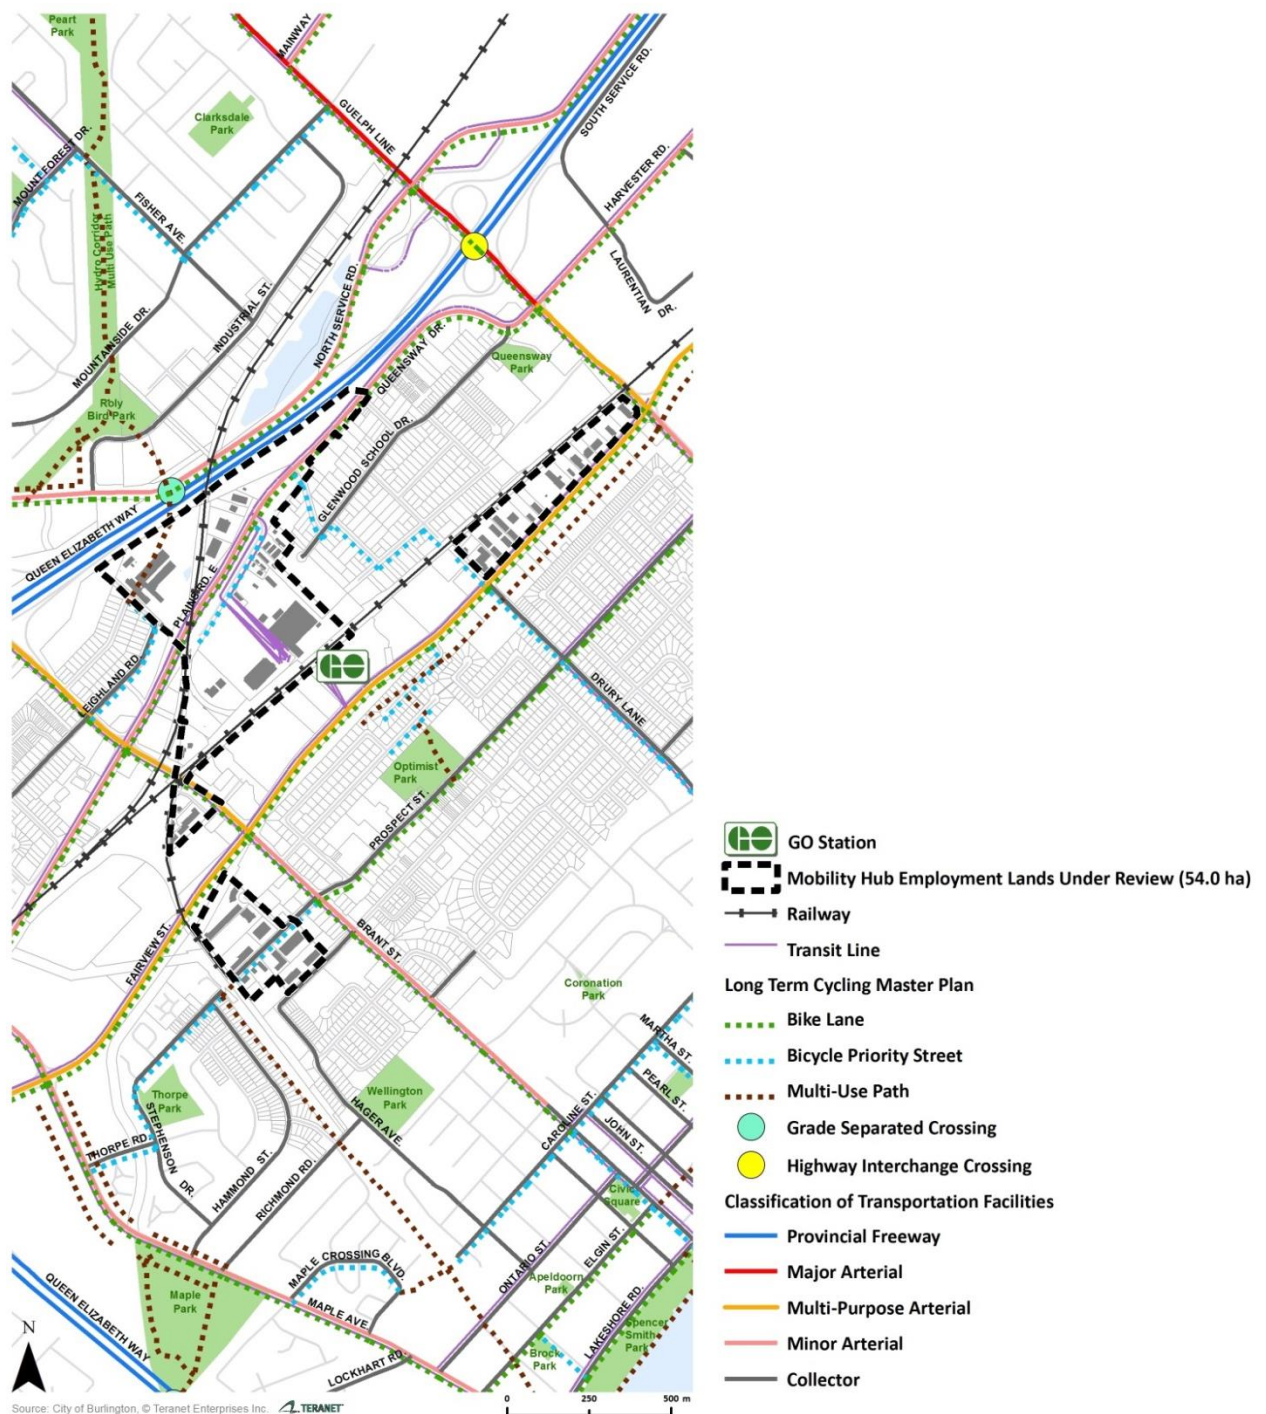 Peart
Park
MAINWAY
SOUTH SERVICE RD.
Clarksdale
Park
GUELPH LINE
MOUNT FOREST DR.
HARVESTER RD.
FISHER AVE.
Hydro Corridor
Multi Use Path
LAURENTIAN
DR.
INDUSTRIAL ST.
NORTH SERVICE RD.
MOUNTAINSIDE DR.
QUEENSWAY DR.
Queensway
Park
Roly
Bird Park
GLENWOOD SCHOOL DR.
QUEEN ELIZABETH WAY
PLAINS RD. E
GO
LEIGHLAND RD.
DRURY LANE
Optimist
Park
PROSPECT ST.
FAIRVIEW ST.
BRANT ST.
Coronation
Park
MARTHA ST.
PEARL ST.
Thorpe
Park
Wellington
Park
HAGER AVE.
CAROLINE ST.
JOHN ST.
THORPE RD.
STEPHENSON
DR.
HAMMOND ST.
RICHMOND RD.
Civic
Square
ONTARIO ST.
ELGIN ST.
MAPLE CROSSING BLVD.
Apeldoorn
Park
QUEEN ELIZABETH WAY
Maple
Park
MAPLE AVE
LAKESHORE RD.
Spencer
Smith
Park
Brock
Park
LOCKHART RD.
N
Source: City of Burlington, © Teranet Enterprises Inc.
TERANET
0 250 500 m
GO GO Station
Mobility Hub Employment Lands Under Review (54.0 ha)
Railway
Transit Line
Long Term Cycling Master Plan
Bike Lane
Bicycle Priority Street
Multi-Use Path
Grade Separated Crossing
Highway Interchange Crossing
Classification of Transportation Facilities
Provincial Freeway
Major Arterial
Multi-Purpose Arterial
Minor Arterial
Collector